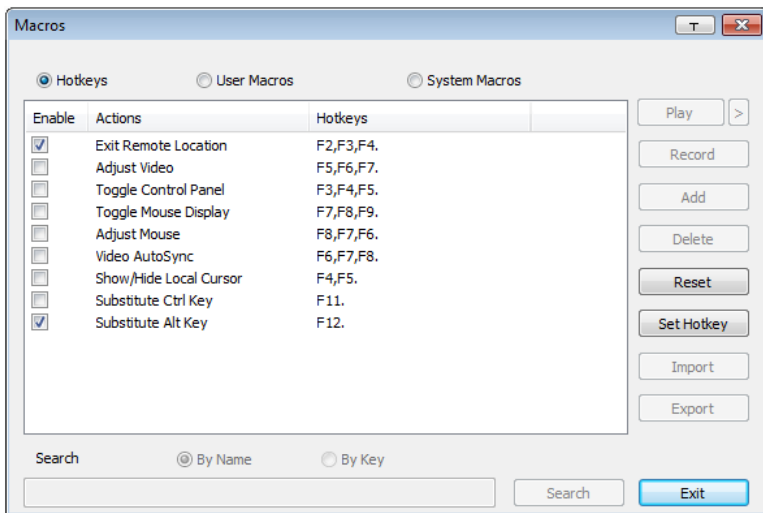 Macros
Hotkeys User Macros System Macros
Enable Actions Hotkeys
Play >
Exit Remote Location F2,F3,F4.
Record
Adjust Video F5,F6,F7.
Toggle Control Panel F3,F4,F5.
Add
Toggle Mouse Display F7,F8,F9.
Adjust Mouse F8,F7,F6.
Delete
Video AutoSync F6,F7,F8.
Show/Hide Local Cursor F4,F5.
Reset
Substitute Ctrl Key F11.
Substitute Alt Key F12.
Set Hotkey
Import
Export
Search By Name By Key
Search Exit